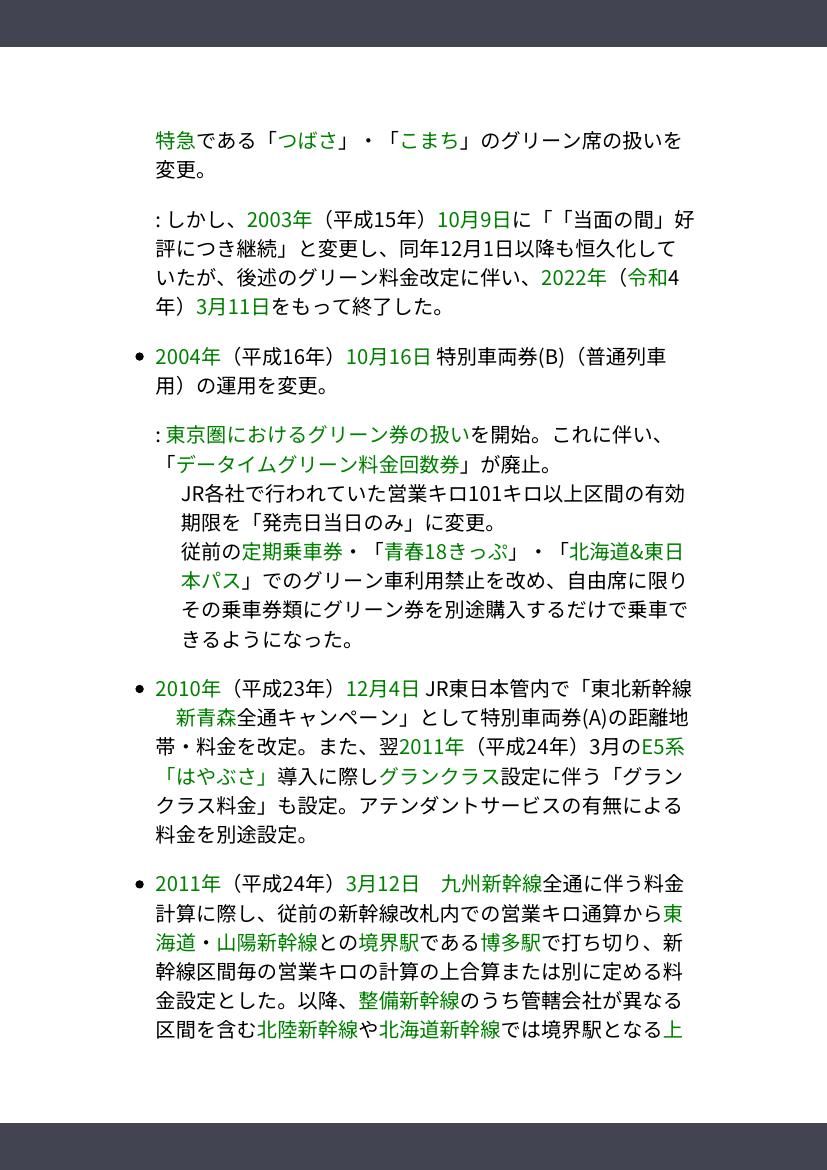 特急である「つばさ」・「こまち」のグリーン席の扱いを
変更。
: しかし、2003年（平成15年）10月9日に「「当面の間」好
評につき継続」と変更し、同年12月1日以降も恒久化して
いたが、後述のグリーン料金改定に伴い、2022年（令和4
年）3月11日をもって終了した。
● 2004年（平成16年）10月16日 特別車両券(B)（普通列車
用）の運用を変更。
: 東京圏におけるグリーン券の扱いを開始。これに伴い、
「データイムグリーン料金回数券」が廃止。
JR各社で行われていた営業キロ101キロ以上区間の有効
期限を「発売日当日のみ」に変更。
従前の定期乗車券・「青春18きっぷ」・「北海道&東日
本パス」でのグリーン車利用禁止を改め、自由席に限り
その乗車券類にグリーン券を別途購入するだけで乗車で
きるようになった。
● 2010年（平成23年）12月4日 JR東日本管内で「東北新幹線
　新青森全通キャンペーン」として特別車両券(A)の距離地
帯・料金を改定。また、翌2011年（平成24年）3月のE5系
「はやぶさ」導入に際しグランクラス設定に伴う「グラン
クラス料金」も設定。アテンダントサービスの有無による
料金を別途設定。
● 2011年（平成24年）3月12日　九州新幹線全通に伴う料金
計算に際し、従前の新幹線改札内での営業キロ通算から東
海道・山陽新幹線との境界駅である博多駅で打ち切り、新
幹線区間毎の営業キロの計算の上合算または別に定める料
金設定とした。以降、整備新幹線のうち管轄会社が異なる
区間を含む北陸新幹線や北海道新幹線では境界駅となる上